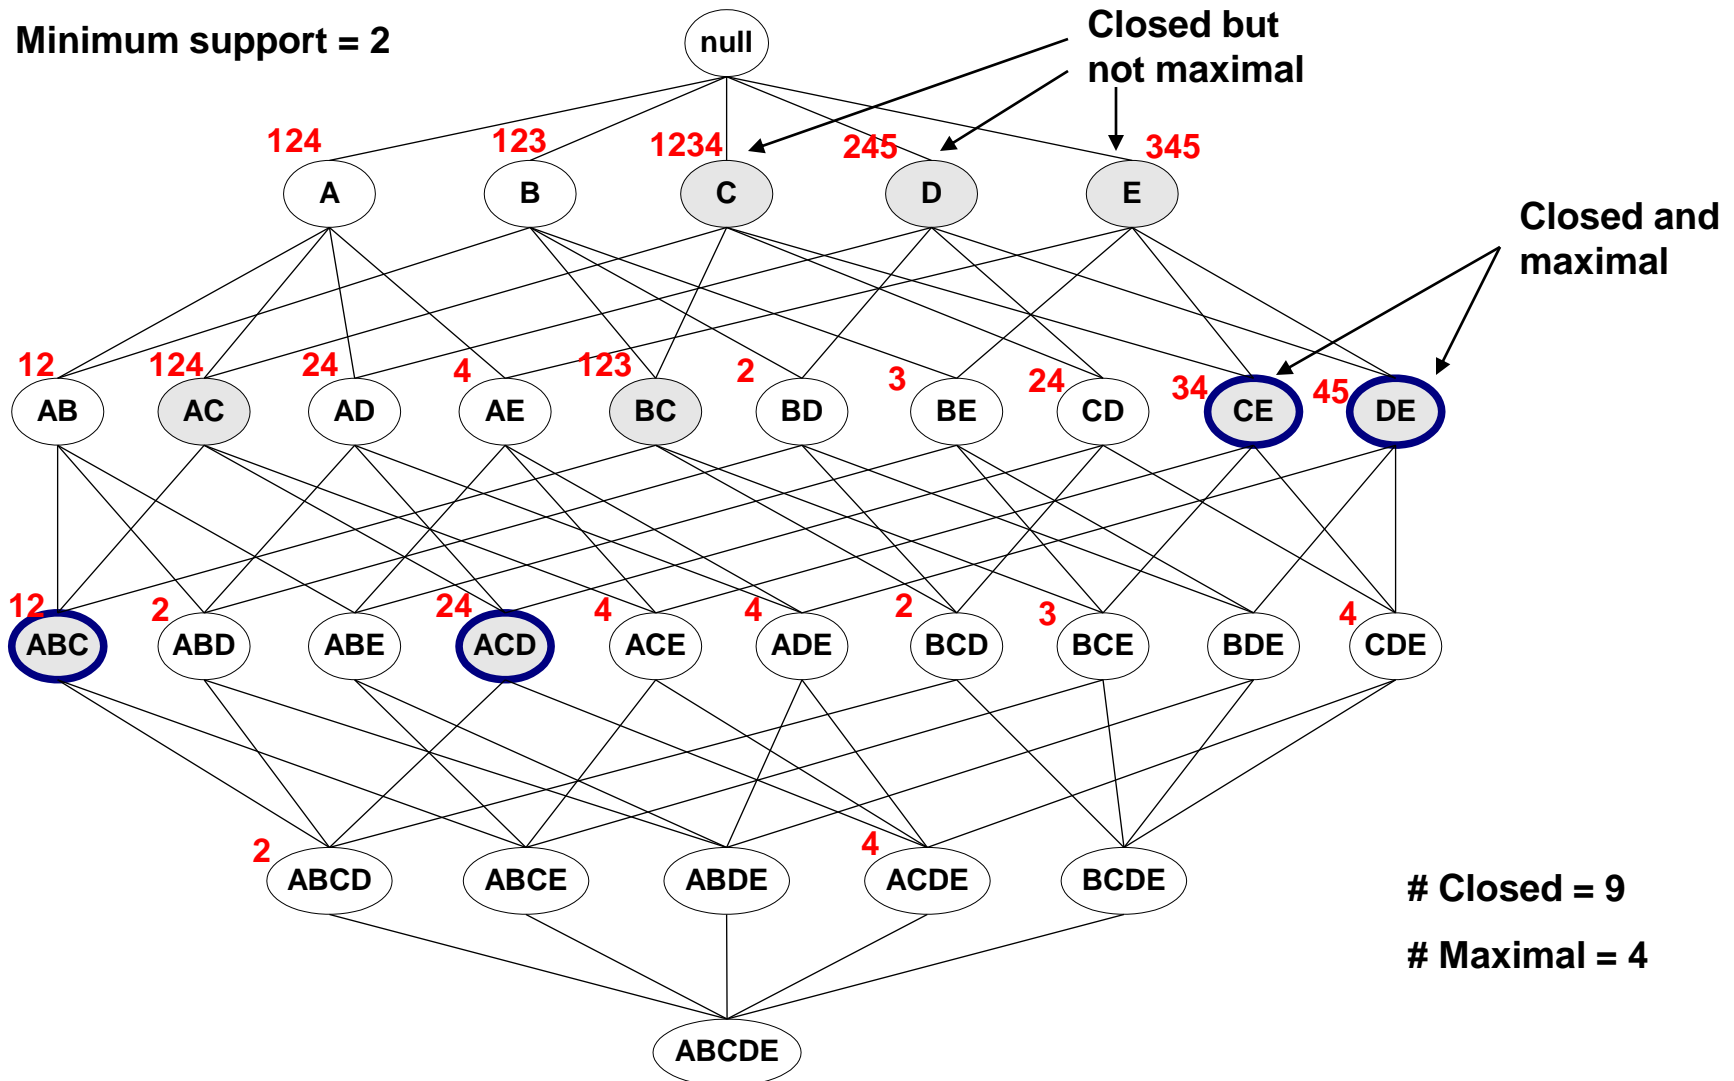 Minimum support = 2
null
Closed but
not maximal
124 123 1234 245 345
A B C D E
Closed and
maximal
12 124 24 4 123 2 3 24 34 45
AB AC AD AE BC BD BE CD CE DE
12 2 24 4 4 2 3 4
ABC ABD ABE ACD ACE ADE BCD BCE BDE CDE
2 4
ABCD ABCE ABDE ACDE BCDE
# Closed = 9
# Maximal = 4
ABCDE